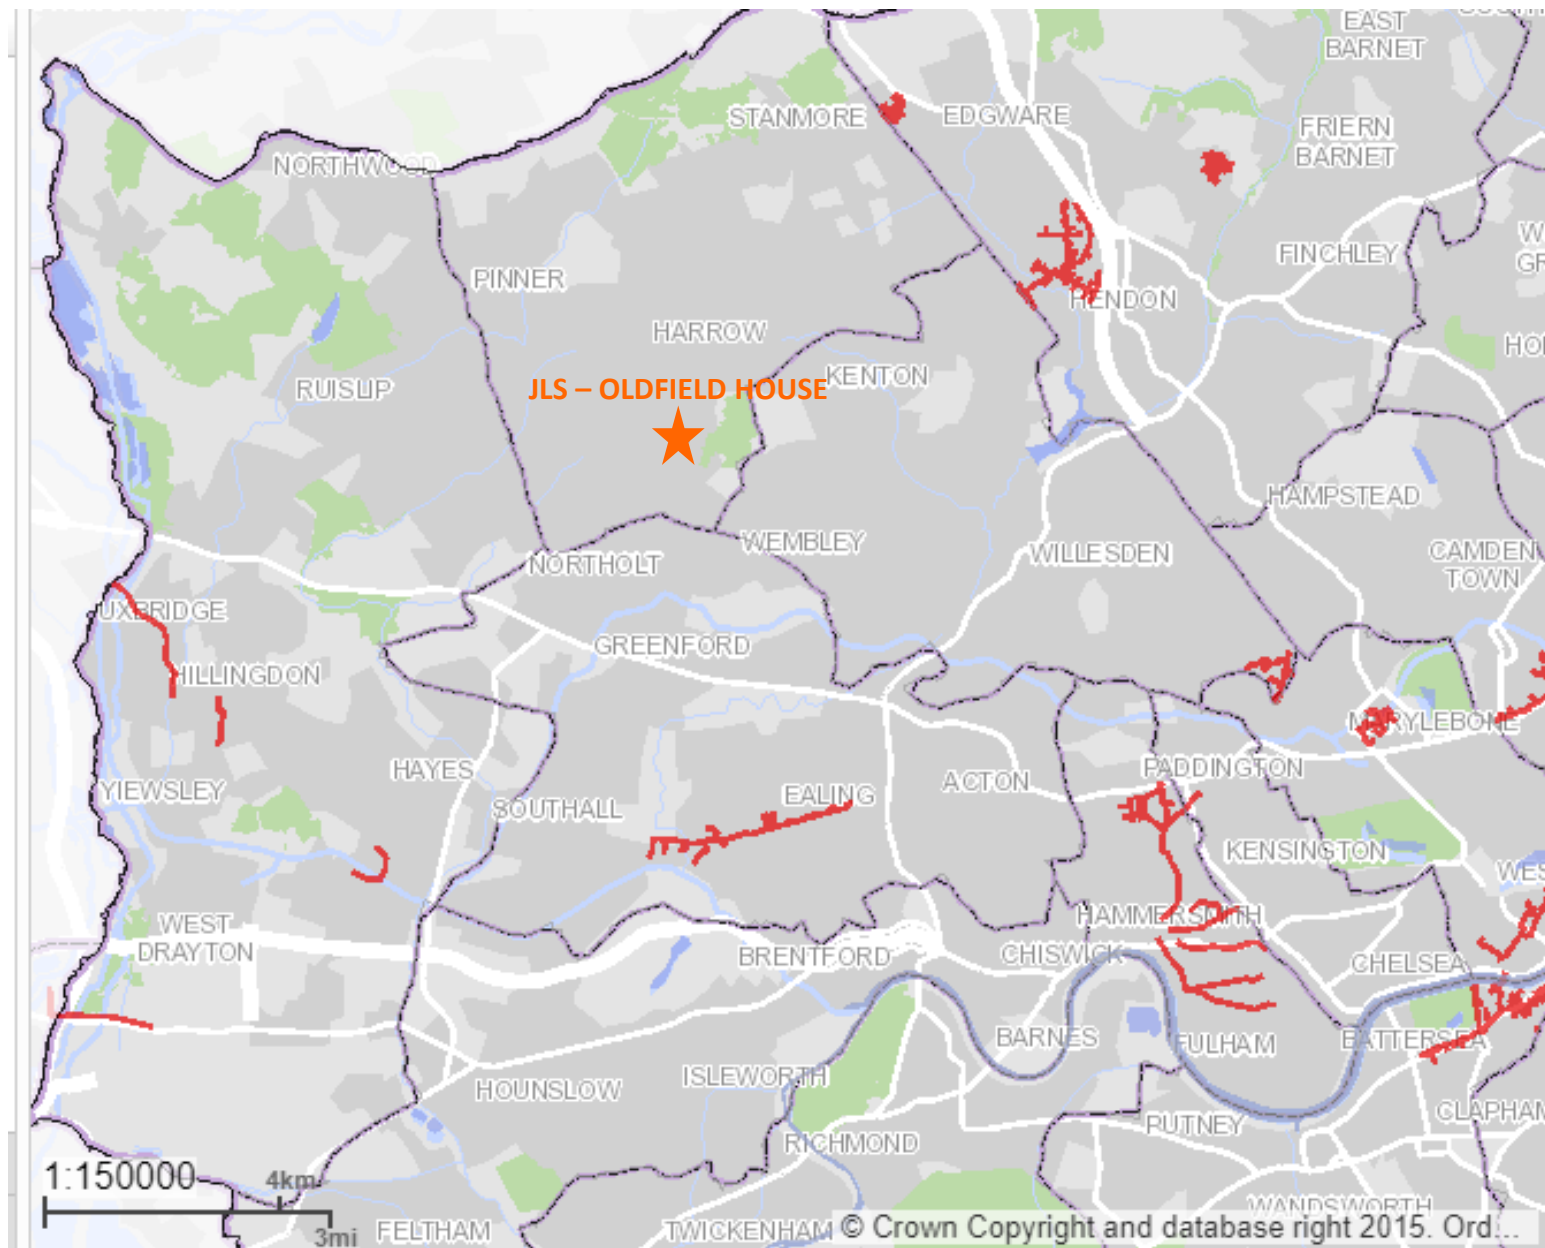 EAST
BARNET
STANMORE
EDGWARE
FRIERN
BARNET
NORTHWOOD
FINCHLEY
PINNER
HENDON
HARROW
KENTON
RUISLIP
JLS – OLDFIELD HOUSE
HAMPSTEAD
WEMBLEY
WILLESDEN
CAMDEN
TOWN
NORTHOLT
UXBRIDGE
GREENFORD
HILLINGDON
MARYLEBONE
HAYES
PADDINGTON
YIEWSLEY
ACTON
EALING
SOUTHALL
KENSINGTON
WEST
DRAYTON
HAMMERSMITH
BRENTFORD
CHISWICK
CHELSEA
BARNES
FULHAM
BATTERSEA
HOUNSLOW
ISLEWORTH
CLAPHAM
PUTNEY
RICHMOND
1:150000
4km
3mi
WANDSWORTH
FELTHAM
TWICKENHAM
© Crown Copyright and database right 2015. Ord...